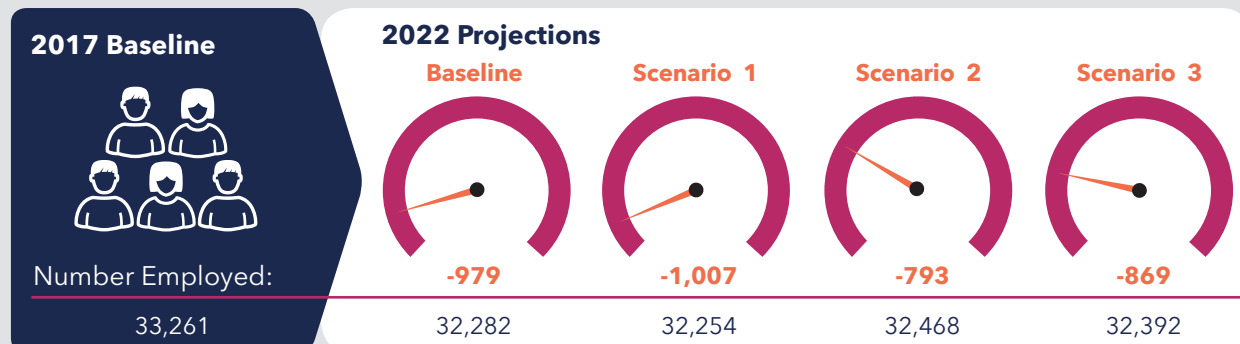 2017 Baseline
2022 Projections
Baseline
Scenario 1
Scenario 2
Scenario 3
Number Employed:
-979
-1,007
-793
-869
33,261
32,282
32,254
32,468
32,392